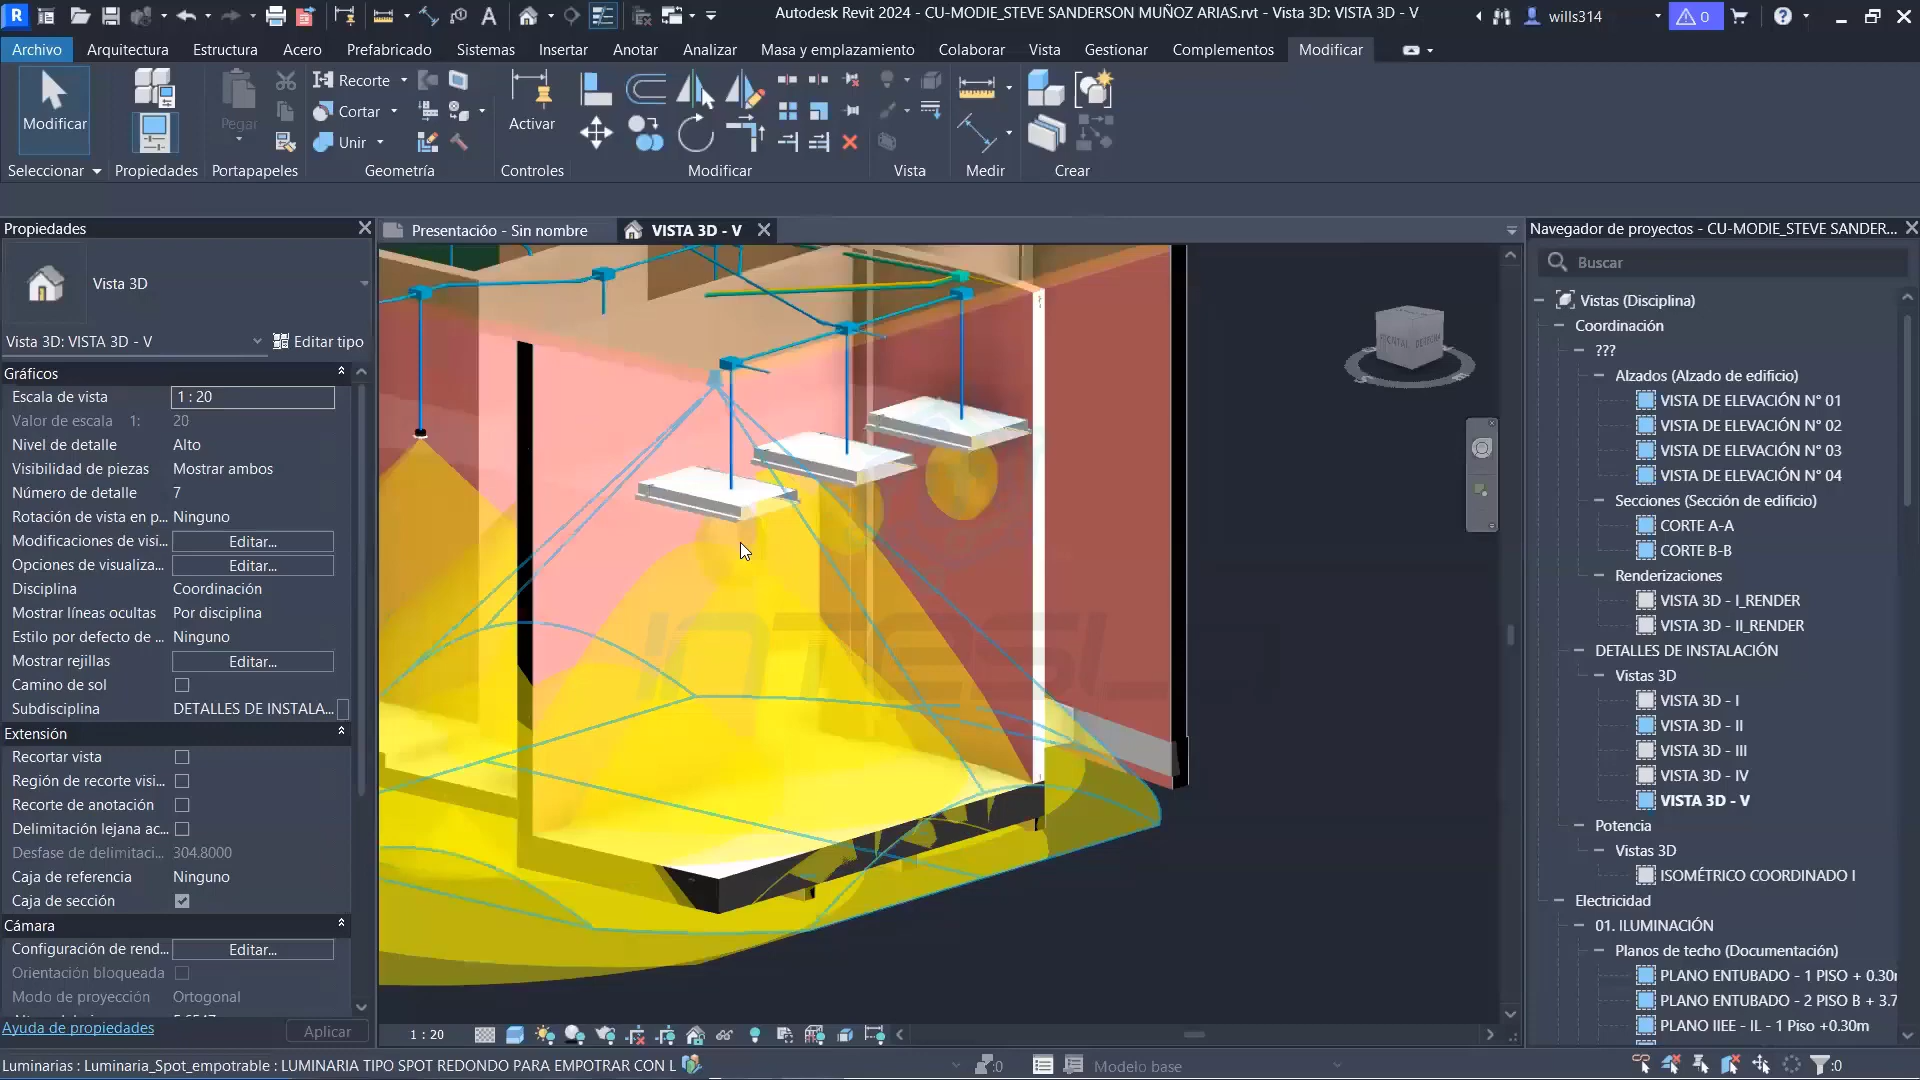 Autodesk Revit 2024 - CU-MODIE_STEVE SANDERSON MUÑOZ ARIAS.rvt - Vista 3D: VISTA 3D - V
wills314
0
Archivo
Arquitectura
Estructura
Acero
Prefabricado
Sistemas
Insertar
Anotar
Analizar
Masa y emplazamiento
Colaborar
Vista
Gestionar
Complementos
Modificar
Modificar
Pegar
Recorte
Cortar
Unir
Activar
Seleccionar
Propiedades
Portapapeles
Geometría
Controles
Modificar
Vista
Medir
Crear
Propiedades
Vista 3D
Vista 3D: VISTA 3D - V
Editar tipo
Gráficos
Escala de vista 1 : 20
Valor de escala 1: 20
Nivel de detalle Alto
Visibilidad de piezas Mostrar ambos
Número de detalle 7
Rotación de vista en p... Ninguno
Modificaciones de visi... Editar...
Opciones de visualiza... Editar...
Disciplina Coordinación
Mostrar líneas ocultas Por disciplina
Estilo por defecto de ... Ninguno
Mostrar rejillas Editar...
Camino de sol
Subdisciplina DETALLES DE INSTALA...
Extensión
Recortar vista
Región de recorte visi...
Recorte de anotación
Delimitación lejana ac...
Desfase de delimitaci... 304.8000
Caja de referencia Ninguno
Caja de sección
Cámara
Configuración de rend... Editar...
Orientación bloqueada
Modo de proyección Ortogonal
Ayuda de propiedades
Aplicar
Presentacióo - Sin nombre
VISTA 3D - V
1 : 20
Navegador de proyectos - CU-MODIE_STEVE SANDER...
Buscar
Vistas (Disciplina)
Coordinación
???
Alzados (Alzado de edificio)
VISTA DE ELEVACIÓN N° 01
VISTA DE ELEVACIÓN N° 02
VISTA DE ELEVACIÓN N° 03
VISTA DE ELEVACIÓN N° 04
Secciones (Sección de edificio)
CORTE A-A
CORTE B-B
Renderizaciones
VISTA 3D - I_RENDER
VISTA 3D - II_RENDER
DETALLES DE INSTALACIÓN
Vistas 3D
VISTA 3D - I
VISTA 3D - II
VISTA 3D - III
VISTA 3D - IV
VISTA 3D - V
Potencia
Vistas 3D
ISOMÉTRICO COORDINADO I
Electricidad
01. ILUMINACIÓN
Planos de techo (Documentación)
PLANO ENTUBADO - 1 PISO + 0.30
PLANO ENTUBADO - 2 PISO B + 3.7
PLANO IIEE - IL - 1 Piso +0.30m
Luminarias : Luminaria_Spot_empotrable : LUMINARIA TIPO SPOT REDONDO PARA EMPOTRAR CON L
:0
Modelo base
:0